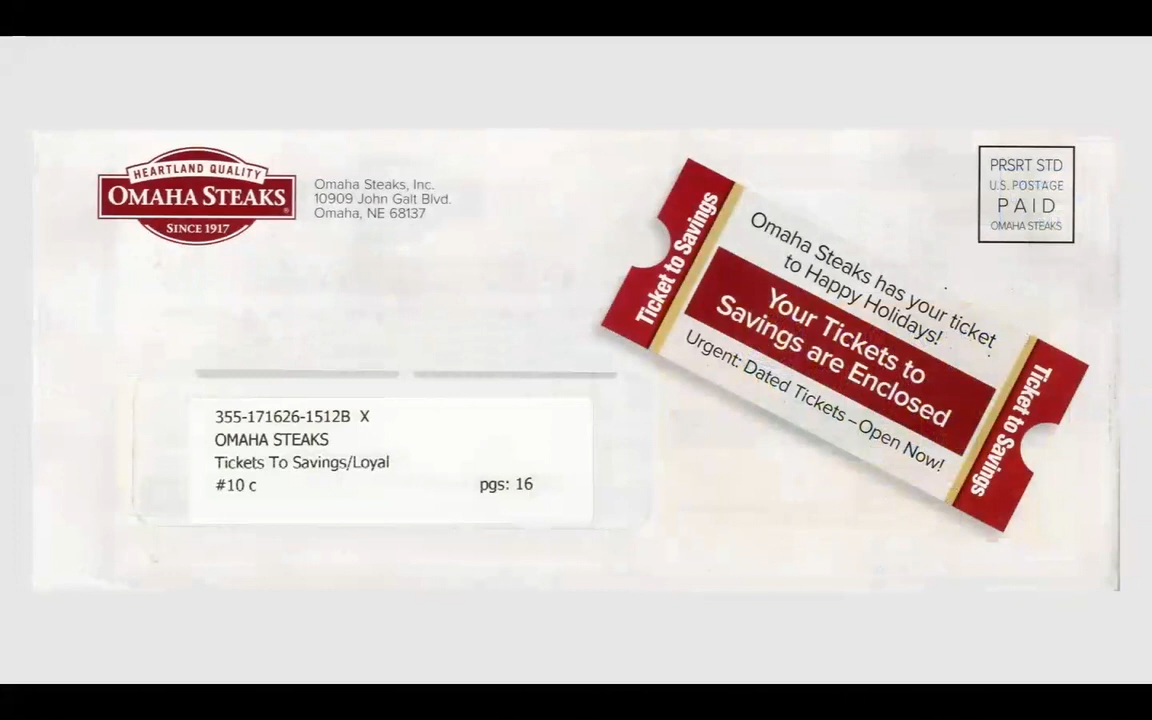 HEARTLAND QUALITY
OMAHA STEAKS®
SINCE 1917
Omaha Steaks, Inc.
10909 John Galt Blvd.
Omaha, NE 68137
PRSRT STD
U.S. POSTAGE
PAID
OMAHA STEAKS
Ticket to Savings
Omaha Steaks has your ticket
to Happy Holidays!
Your Tickets to
Savings are Enclosed
Urgent: Dated Tickets – Open Now!
Ticket to Savings
355-171626-1512B X
OMAHA STEAKS
Tickets To Savings/Loyal
#10 c pgs: 16